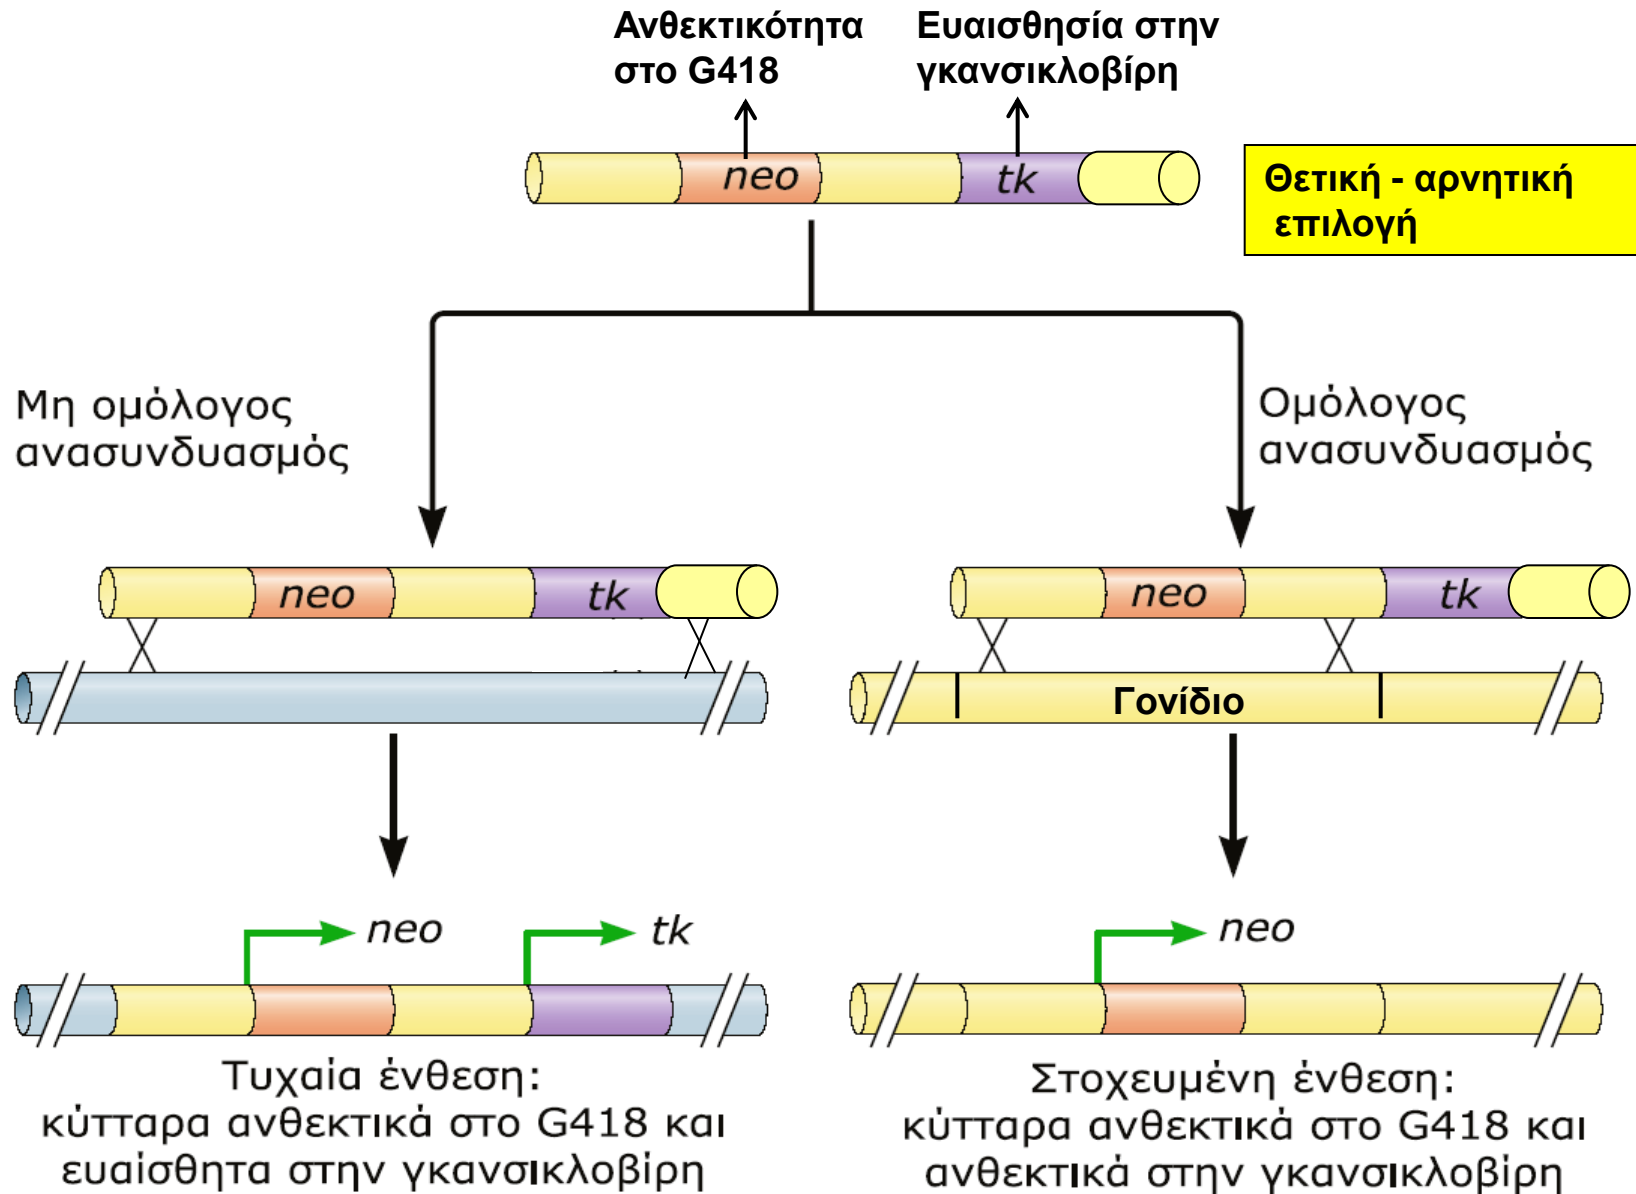 Ανθεκτικότητα
στο G418
Ευαισθησία στην
γκανσικλοβίρη
neo
tk
Θετική - αρνητική
επιλογή
Μη ομόλογος
ανασυνδυασμός
Ομόλογος
ανασυνδυασμός
neo
tk
neo
tk
Γονίδιο
neo
tk
neo
Τυχαία ένθεση:
κύτταρα ανθεκτικά στο G418 και
ευαίσθητα στην γκανσικλοβίρη
Στοχευμένη ένθεση:
κύτταρα ανθεκτικά στο G418 και
ανθεκτικά στην γκανσικλοβίρη